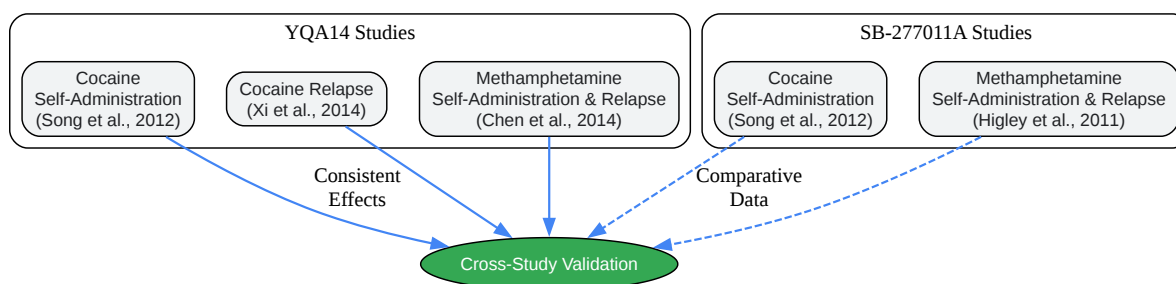 YQA14 Studies
Cocaine
Self-Administration
(Song et al., 2012)
Cocaine Relapse
(Xi et al., 2014)
Methamphetamine
Self-Administration & Relapse
(Chen et al., 2014)
SB-277011A Studies
Cocaine
Self-Administration
(Song et al., 2012)
Methamphetamine
Self-Administration & Relapse
(Higley et al., 2011)
Consistent
Effects
Comparative
Data
Cross-Study Validation